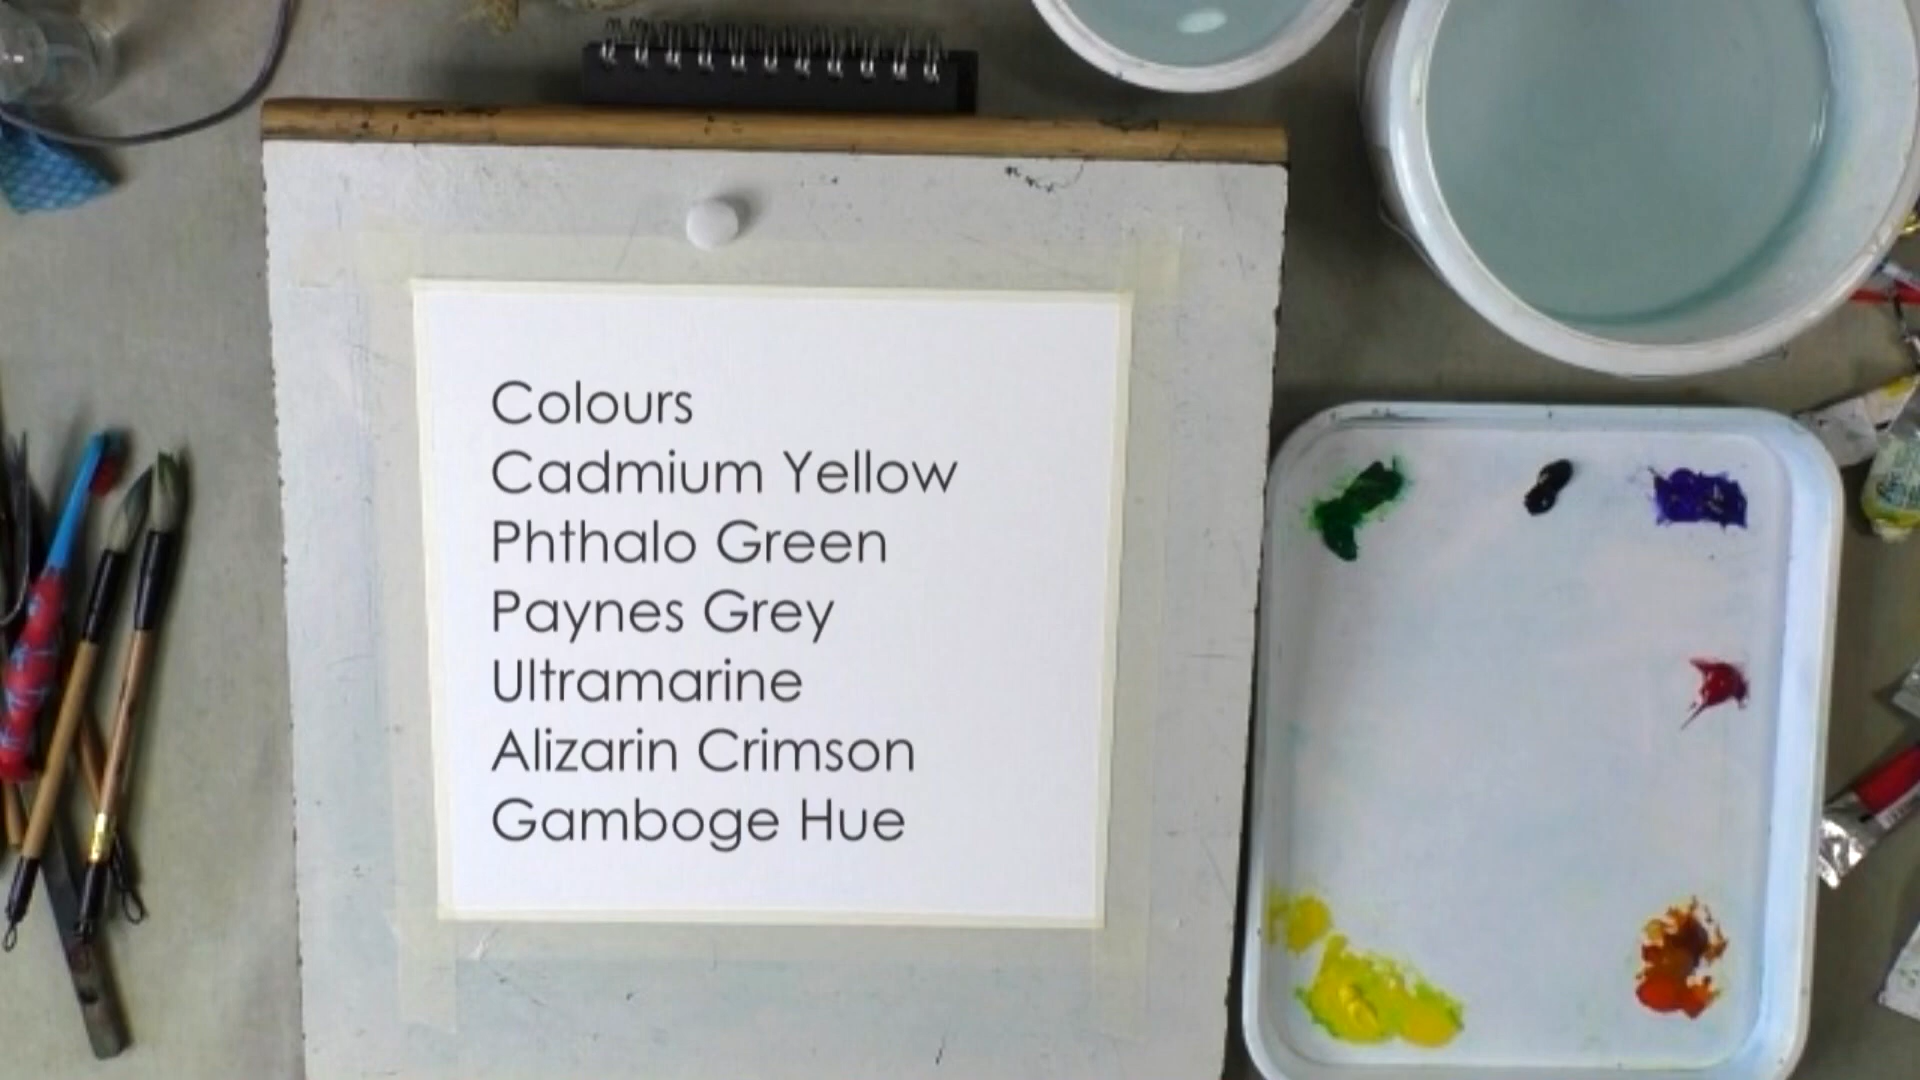 Colours
Cadmium Yellow
Phthalo Green
Paynes Grey
Ultramarine
Alizarin Crimson
Gamboge Hue